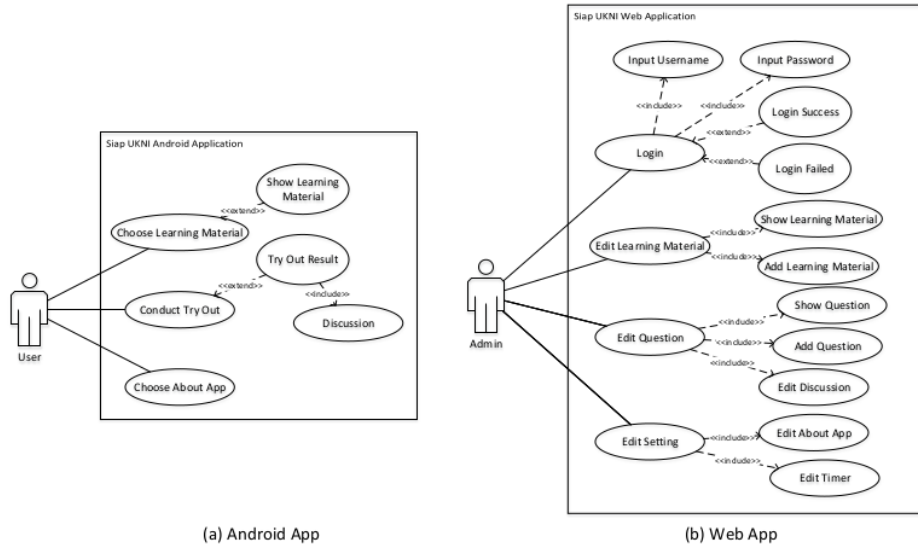 Siap UKNI Android Application
Show Learning
Material
<<extend>>
Choose Learning Material
Try Out Result
<<extend>>
<<include>>
Conduct Try Out
Discussion
User
Choose About App
(a) Android App
Siap UKNI Web Application
Input Username
Input Password
<<include>>
<<include>>
Login Success
<<extend>>
Login
<<extend>>
Login Failed
Show Learning Material
<<include>>
Edit Learning Material
<<include>>
Add Learning Material
Show Question
Admin
<<include>>
Edit Question
<<include>>
Add Question
<<include>>
Edit Discussion
Edit About App
<<include>>
Edit Setting
<<include>>
Edit Timer
(b) Web App